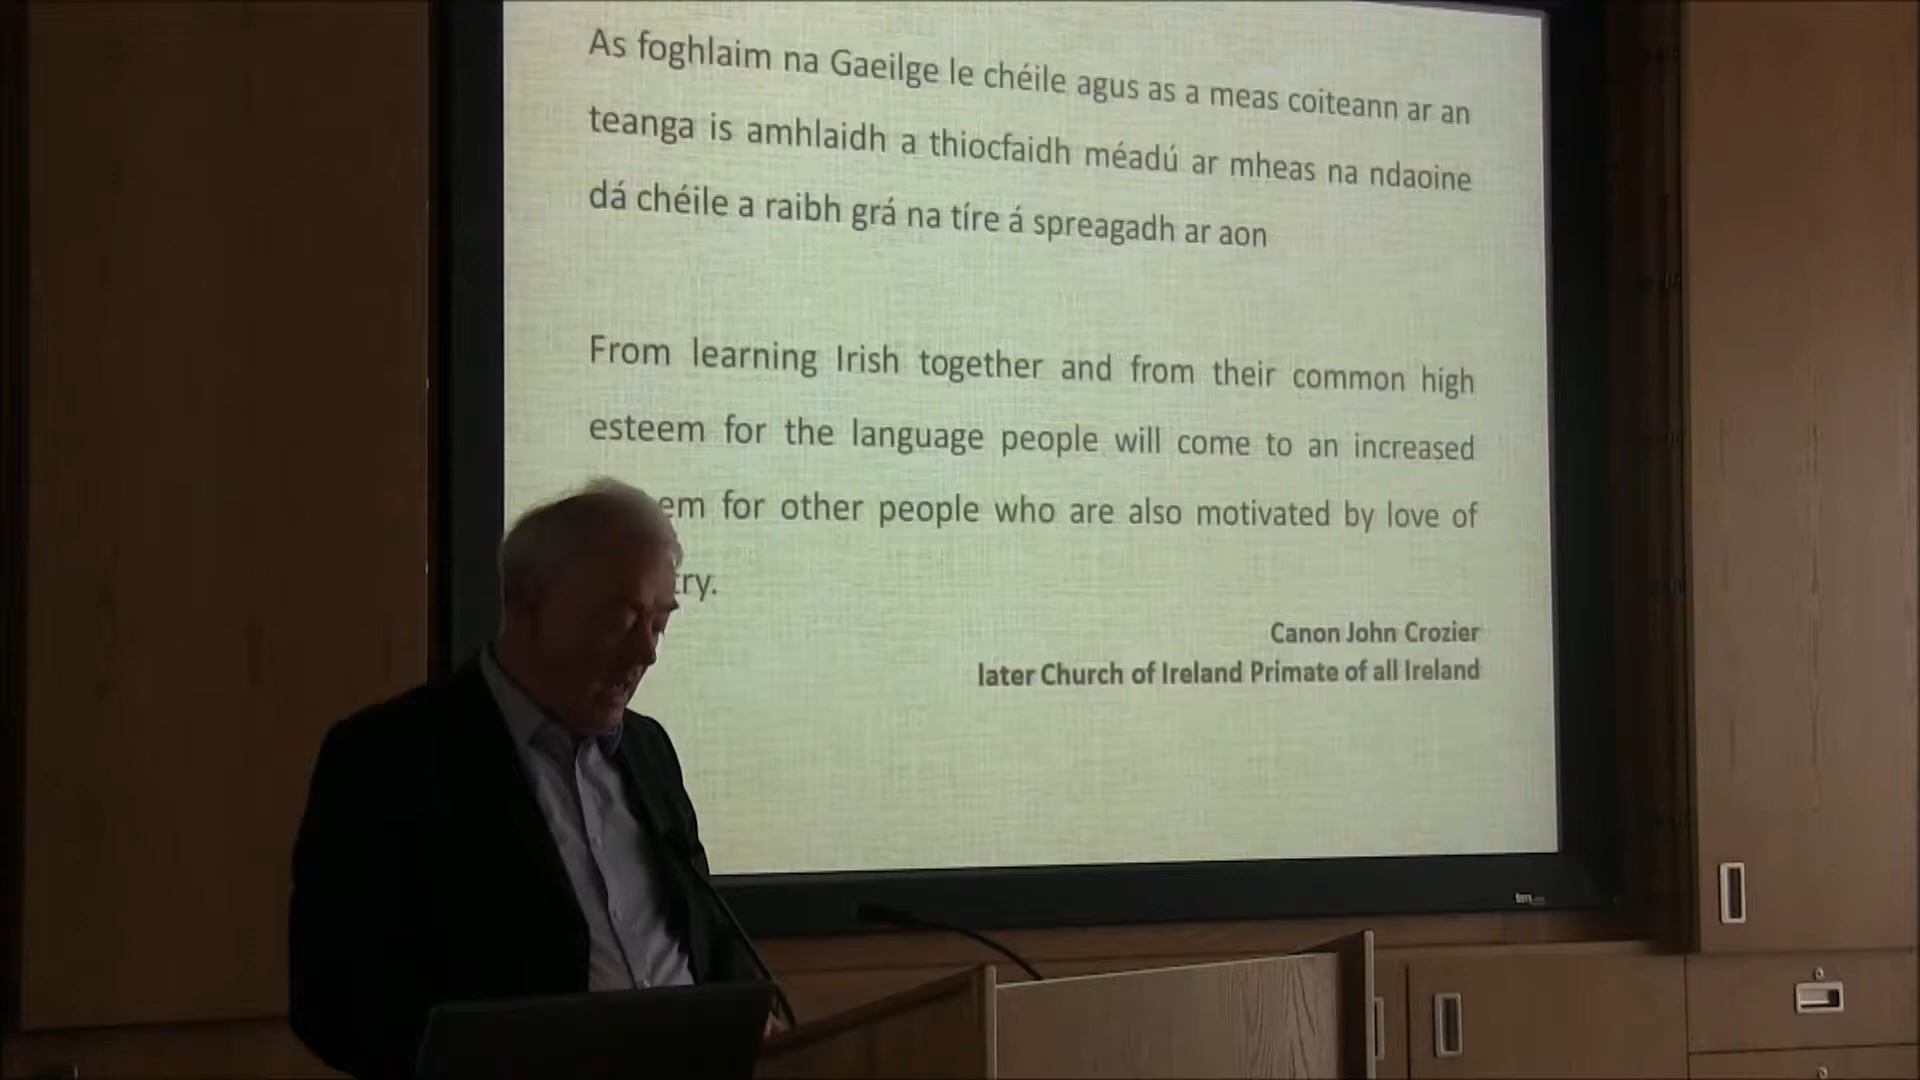 As foghlaim na Gaeilge le chéile agus as a meas coiteann ar an
teanga is amhlaidh a thiocfaidh méadú ar mheas na ndaoine
dá chéile a raibh grá na tíre á spreagadh ar aon
From learning Irish together and from their common high
esteem for the language people will come to an increased
em for other people who are also motivated by love of
try.
Canon John Crozier
later Church of Ireland Primate of all Ireland